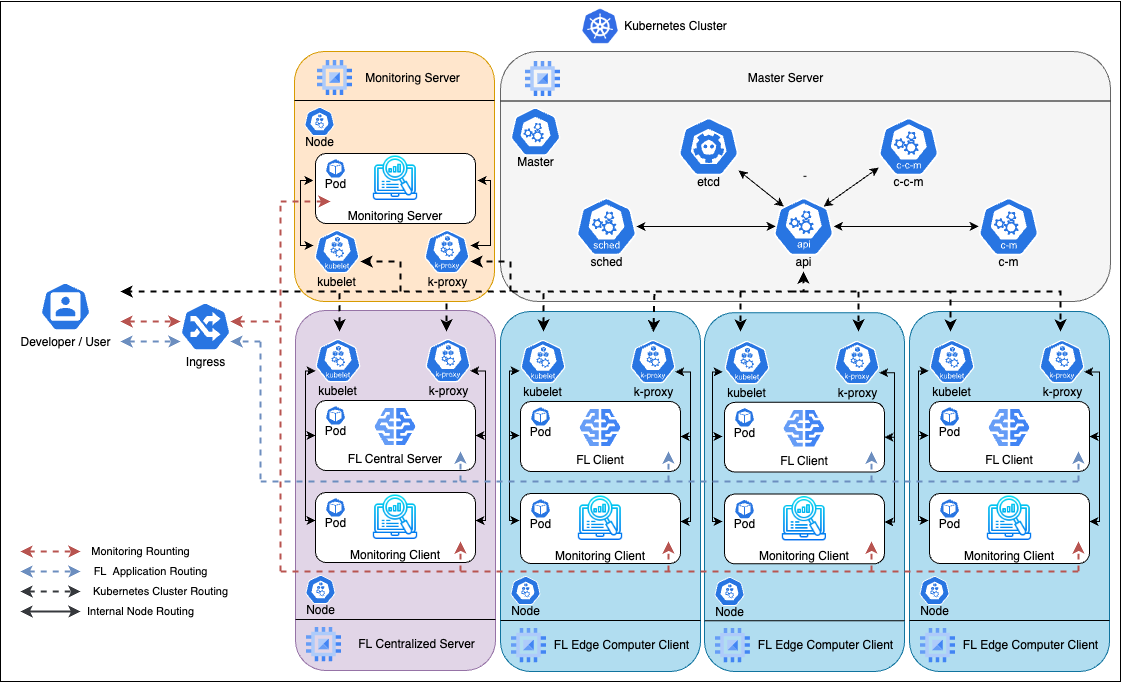 Kubernetes Cluster
Monitoring Server
Master Server
Node
Master
Pod
Monitoring Server
etcd
-
c-c-m
c-c-m
sched
sched
api
api
c-m
c-m
kubelet
kubelet
k-proxy
k-proxy
Developer / User
Ingress
kubelet
kubelet
k-proxy
k-proxy
Pod
FL Central Server
Pod
Monitoring Client
Node
FL Centralized Server
kubelet
kubelet
k-proxy
k-proxy
Pod
FL Client
Pod
Monitoring Client
Node
FL Edge Computer Client
kubelet
kubelet
k-proxy
k-proxy
Pod
FL Client
Pod
Monitoring Client
Node
FL Edge Computer Client
kubelet
kubelet
k-proxy
k-proxy
Pod
FL Client
Pod
Monitoring Client
Node
FL Edge Computer Client
Monitoring Rounting
FL Application Routing
Kubernetes Cluster Routing
Internal Node Routing